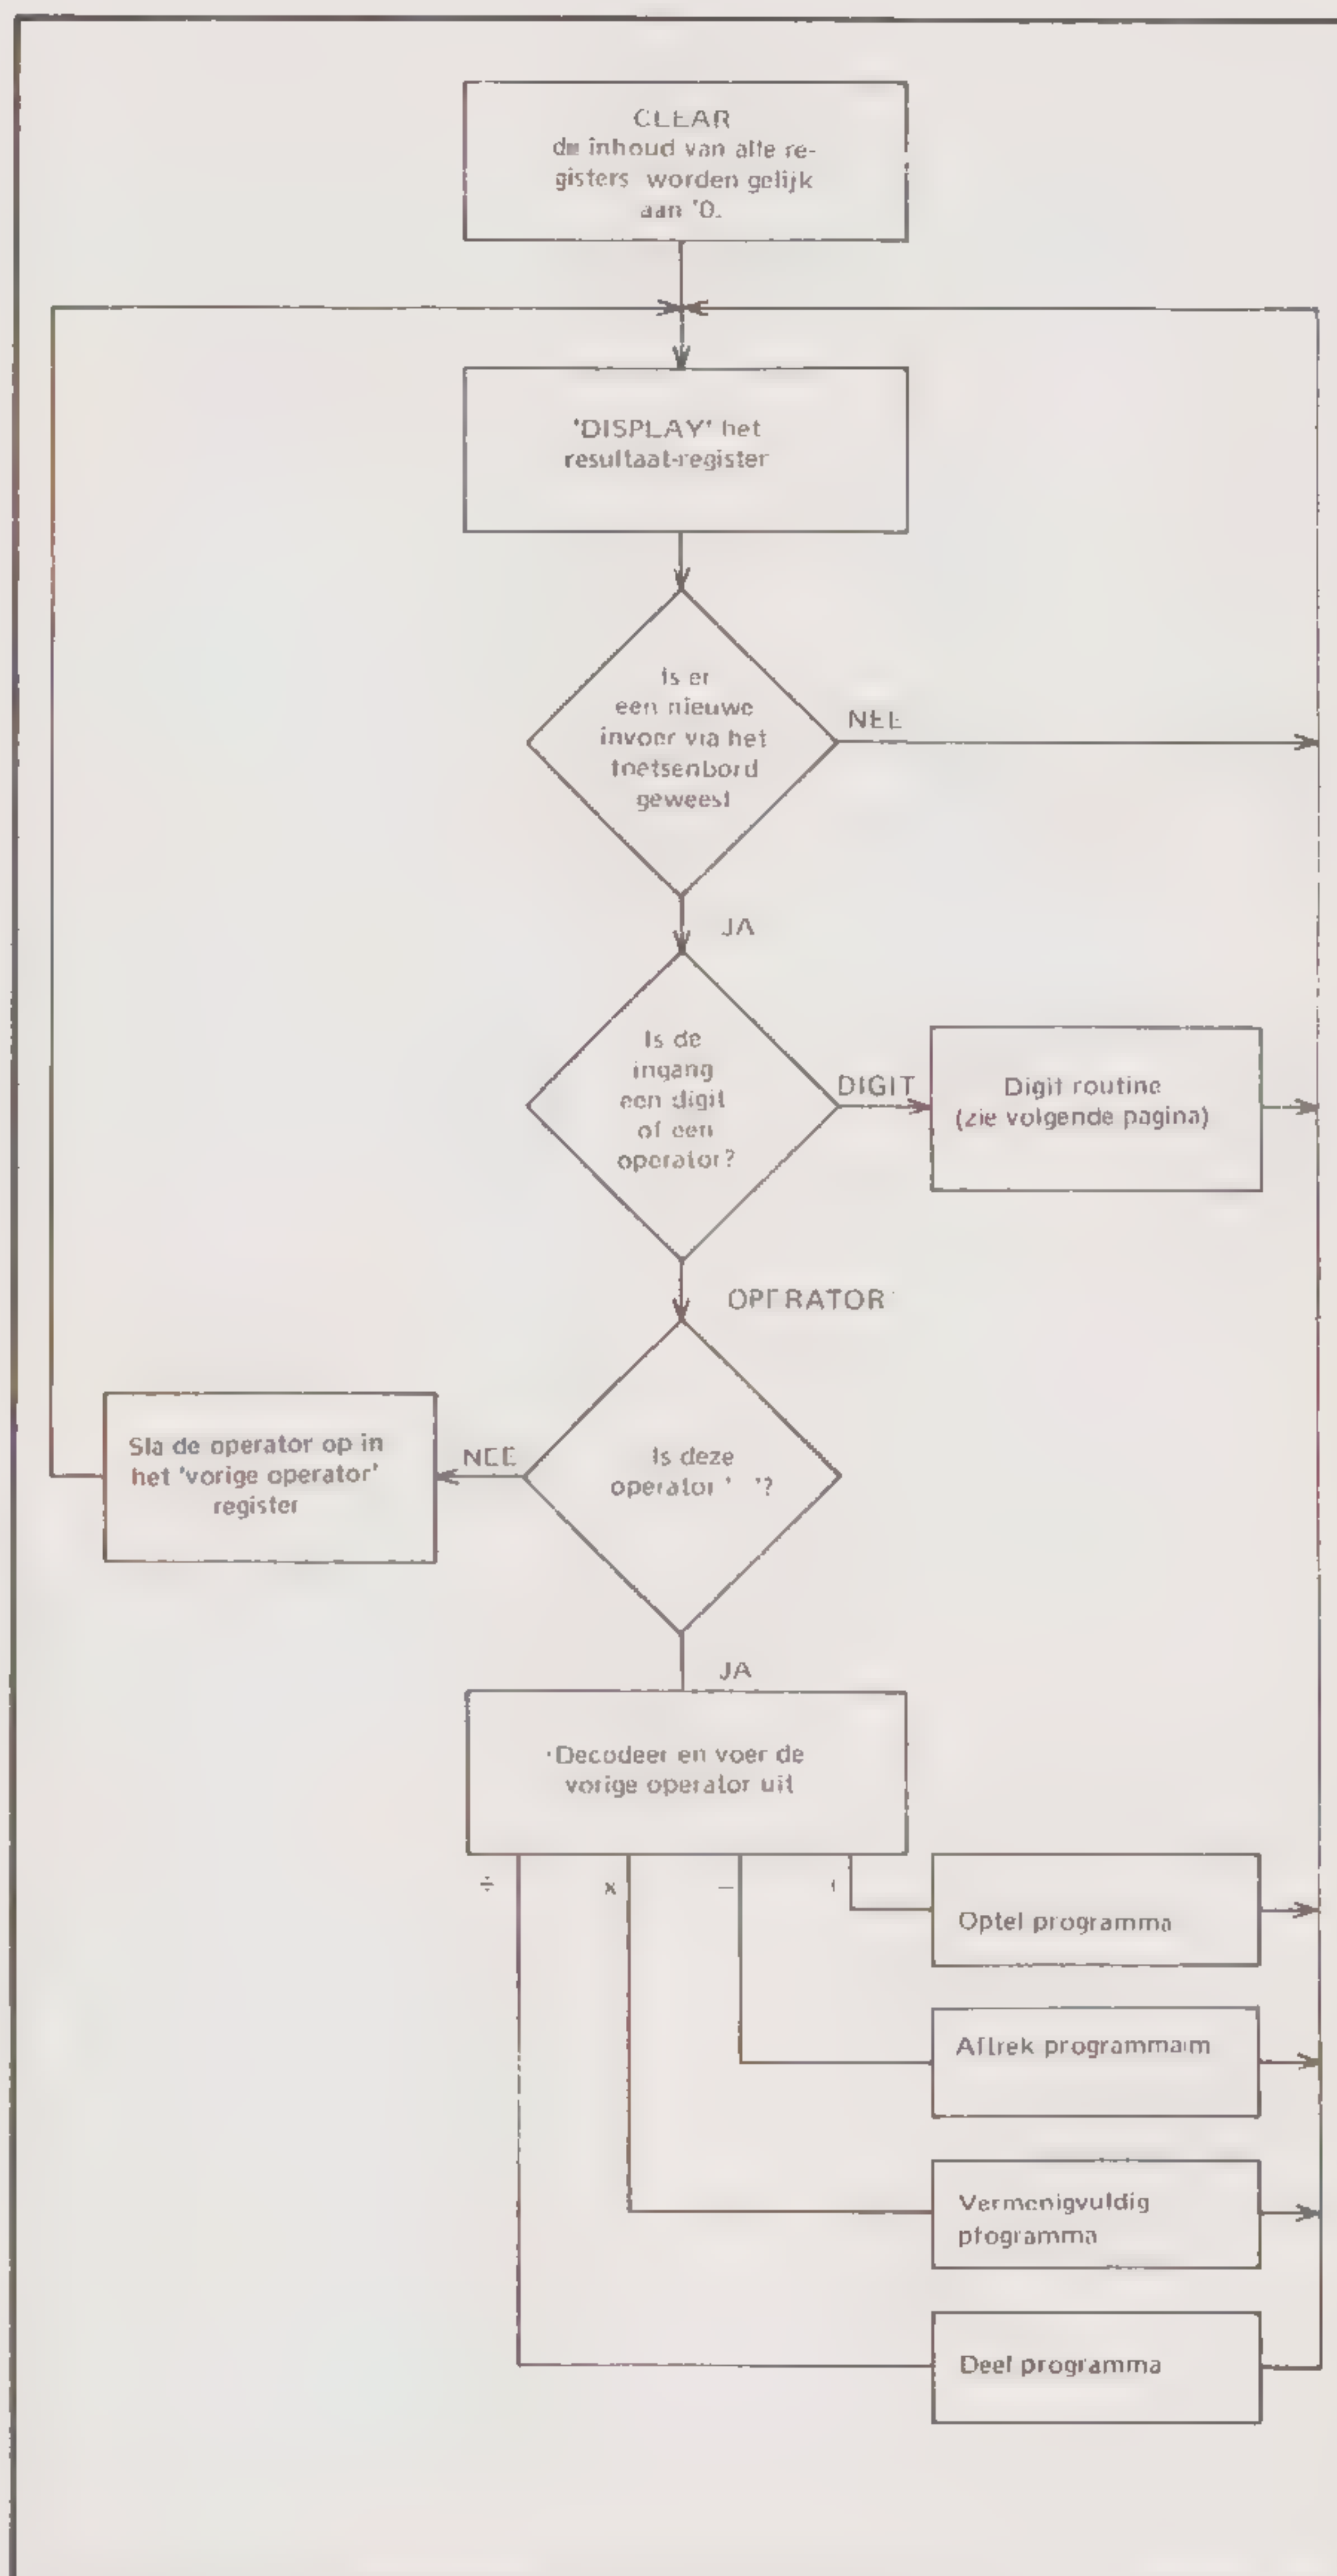 CLEAR
de inhoud van alle re-
gisters worden gelijk
aan '0.
'DISPLAY' het
resultaat-register
Is er
een nieuwe
invoer via het
toetsenbord
geweest
NEE
JA
Is de
ingang
een digit
of een
operator?
DIGIT
Digit routine
(zie volgende pagina)
OPERATOR
Sla de operator op in
het 'vorige operator'
register
NEE
Is deze
operator ' '?
JA
Decodeer en voer de
vorige operator uit
÷ x –
Optel programma
Aftrek programmaım
Vermenigvuldig
programma
Deel programma